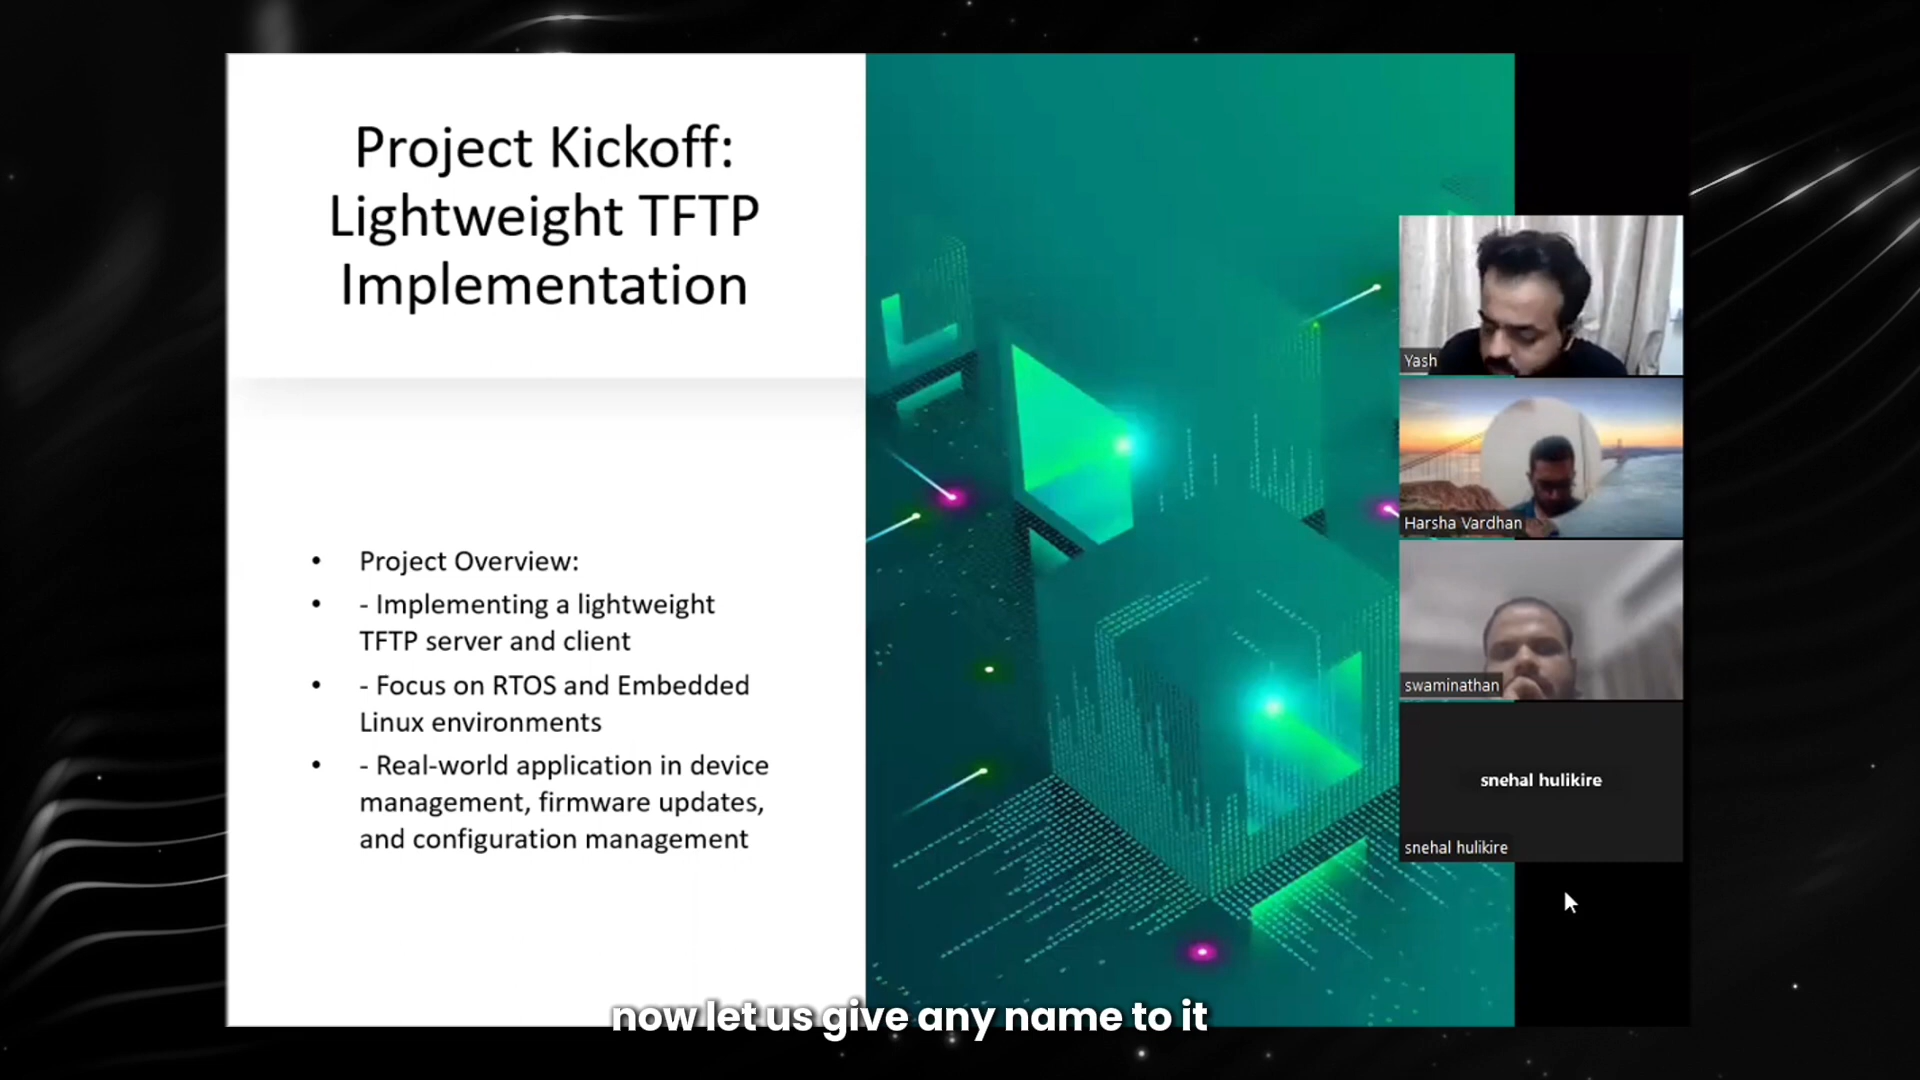 Project Kickoff:
Lightweight TFTP
Implementation
• Project Overview:
• - Implementing a lightweight
TFTP server and client
• - Focus on RTOS and Embedded
Linux environments
• - Real-world application in device
management, firmware updates,
and configuration management
Yash
Harsha Vardhan
swaminathan
snehal hulikire
snehal hulikire
now let us give any name to it